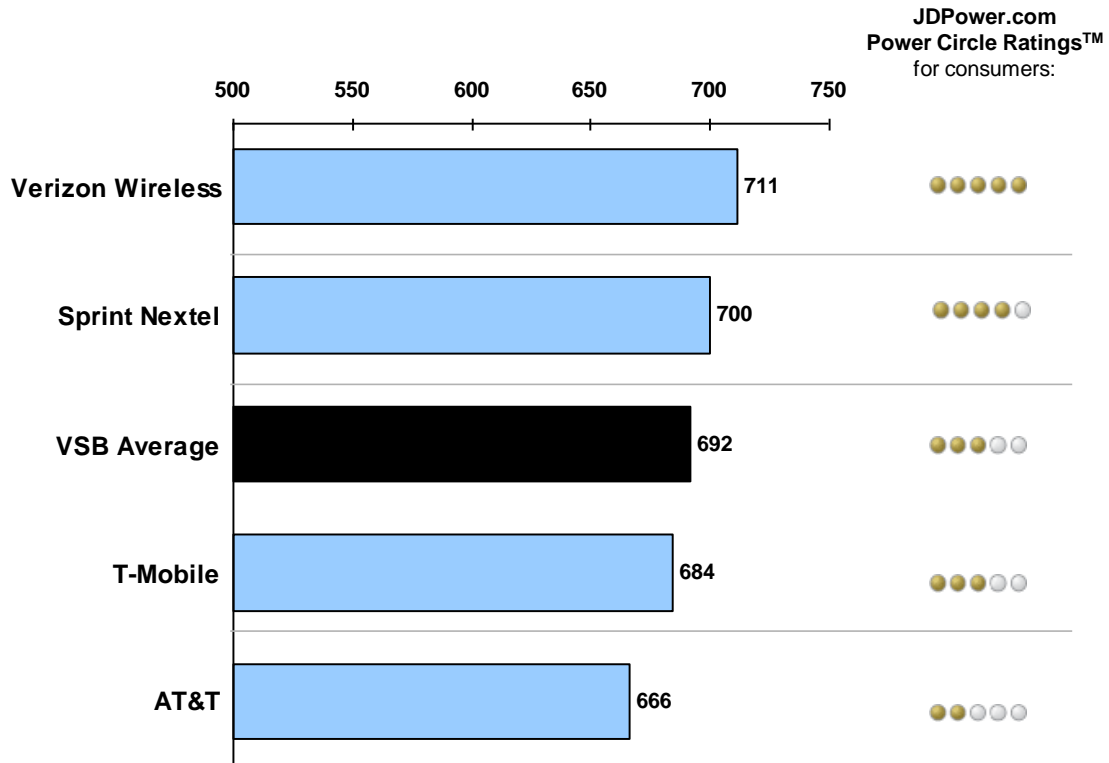 JDPower.com
Power Circle Ratings™
for consumers:
500 550 600 650 700 750
Verizon Wireless 711
Sprint Nextel 700
VSB Average 692
T-Mobile 684
AT&T 666